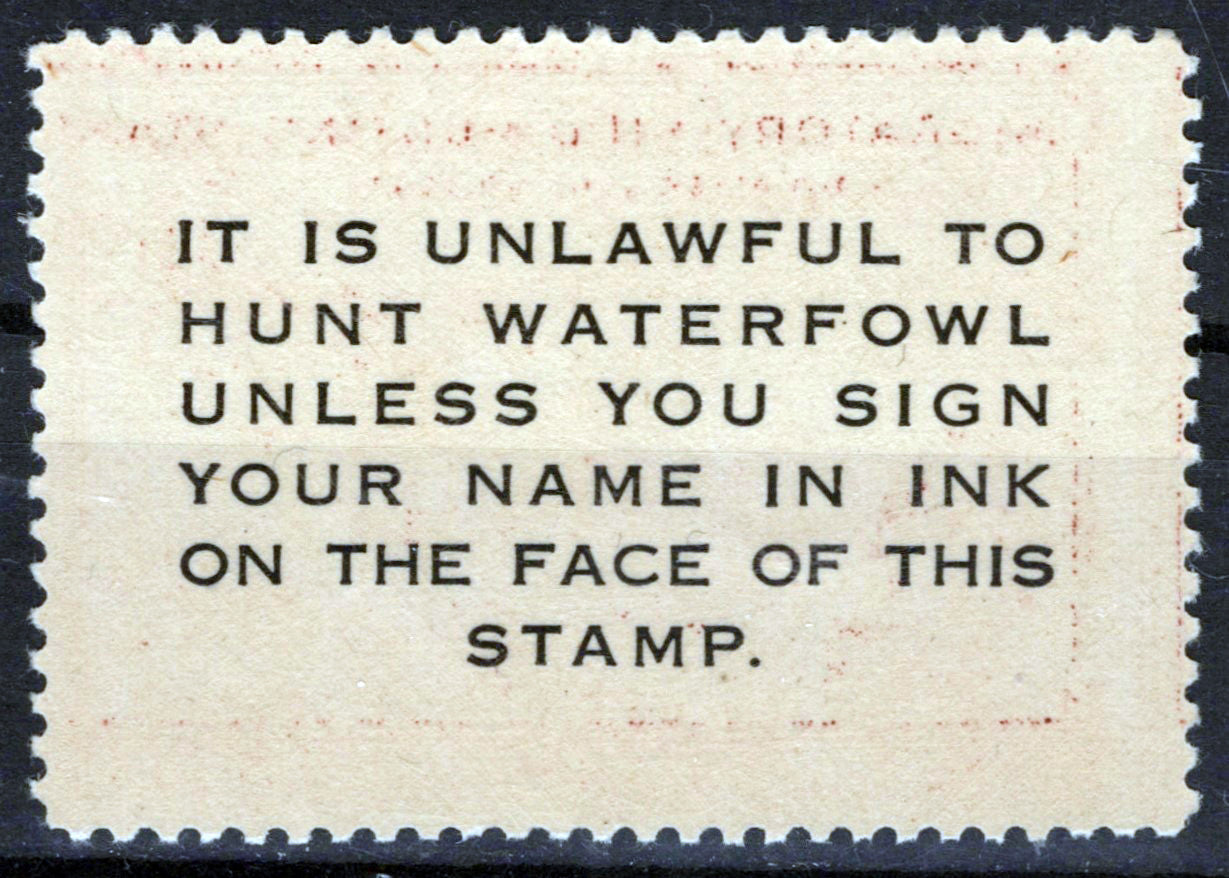 IT IS UNLAWFUL TO
HUNT WATERFOWL
UNLESS YOU SIGN
YOUR NAME IN INK
ON THE FACE OF THIS
STAMP.